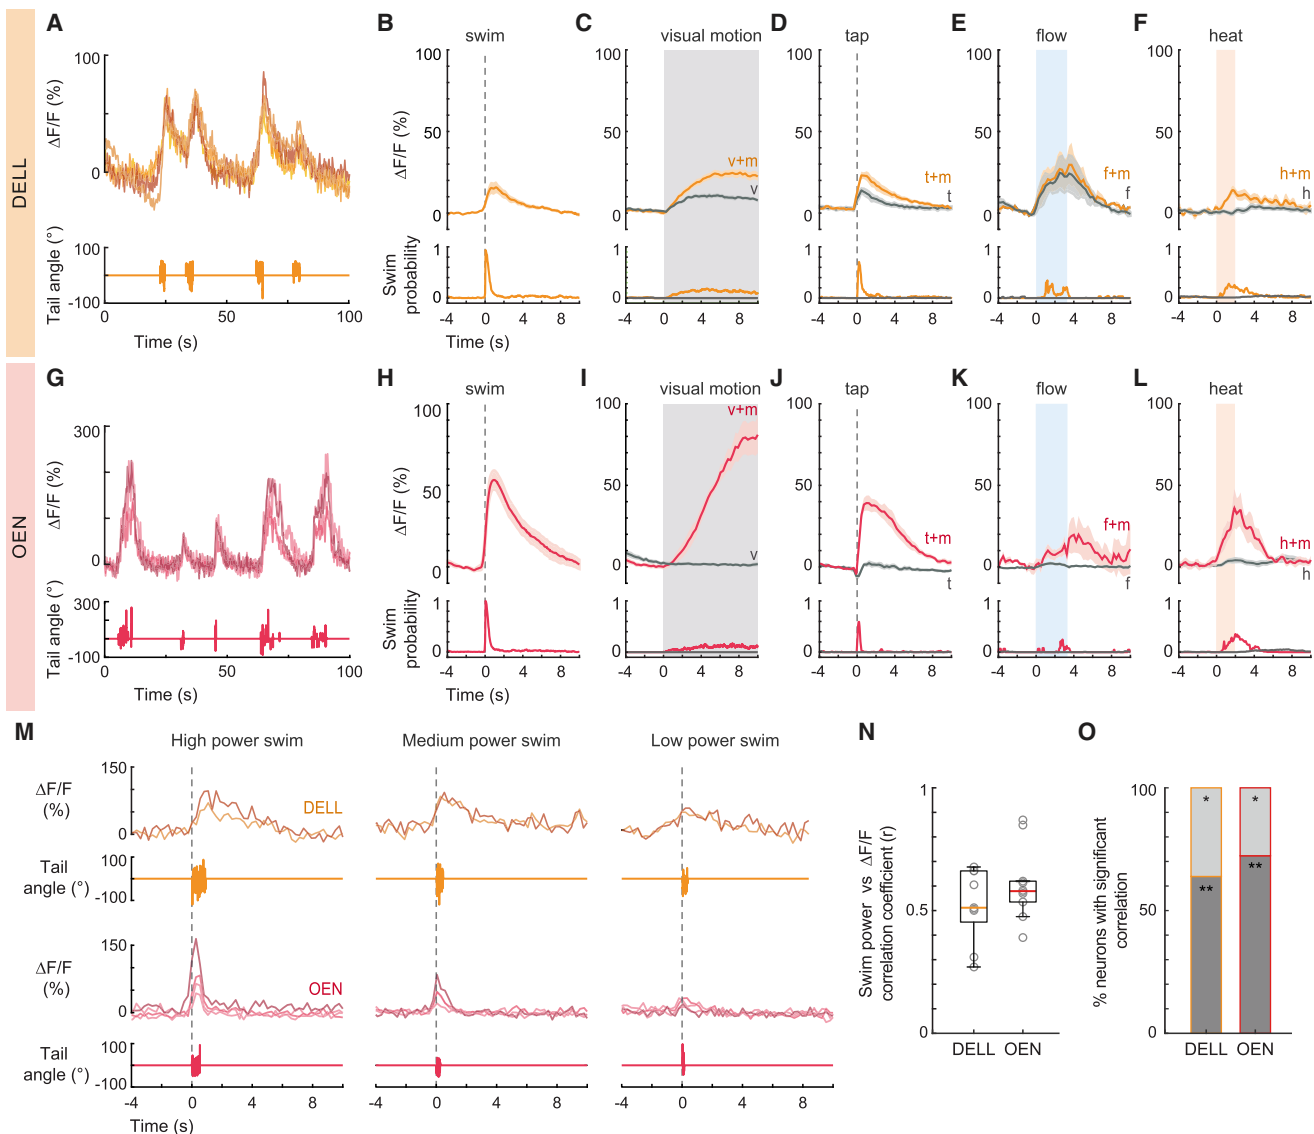 DELL
A
ΔF/F (%)
100
0
Tail angle (°)
100
-100
0
50
100
Time (s)
B
swim
ΔF/F (%)
100
50
0
Swim
probability
1
0
-4
0
4
8
Time (s)
C
visual motion
100
50
0
v+m
v
1
0
-4
0
4
8
D
tap
100
50
0
t+m
t
1
0
-4
0
4
8
E
flow
100
50
0
f+m
f
1
0
-4
0
4
8
F
heat
100
50
0
h+m
h
1
0
-4
0
4
8
OEN
G
ΔF/F (%)
300
0
Tail angle (°)
300
-100
0
50
100
Time (s)
H
swim
ΔF/F (%)
100
50
0
Swim
probability
1
0
-4
0
4
8
Time (s)
I
visual motion
100
50
0
v+m
v
1
0
-4
0
4
8
J
tap
100
50
0
t+m
t
1
0
-4
0
4
8
K
flow
100
50
0
f+m
f
1
0
-4
0
4
8
L
heat
100
50
0
h+m
h
1
0
-4
0
4
8
M
High power swim
Medium power swim
Low power swim
ΔF/F
(%)
150
0
DELL
Tail
angle (°)
100
-100
ΔF/F
(%)
150
0
OEN
Tail
angle (°)
100
-100
-4
0
4
8
-4
0
4
8
-4
0
4
8
Time (s)
N
Swim power vs ΔF/F
correlation coefficient (r)
1
0.5
0
DELL
OEN
O
% neurons with significant
correlation
100
50
0
*
**
*
**
DELL
OEN